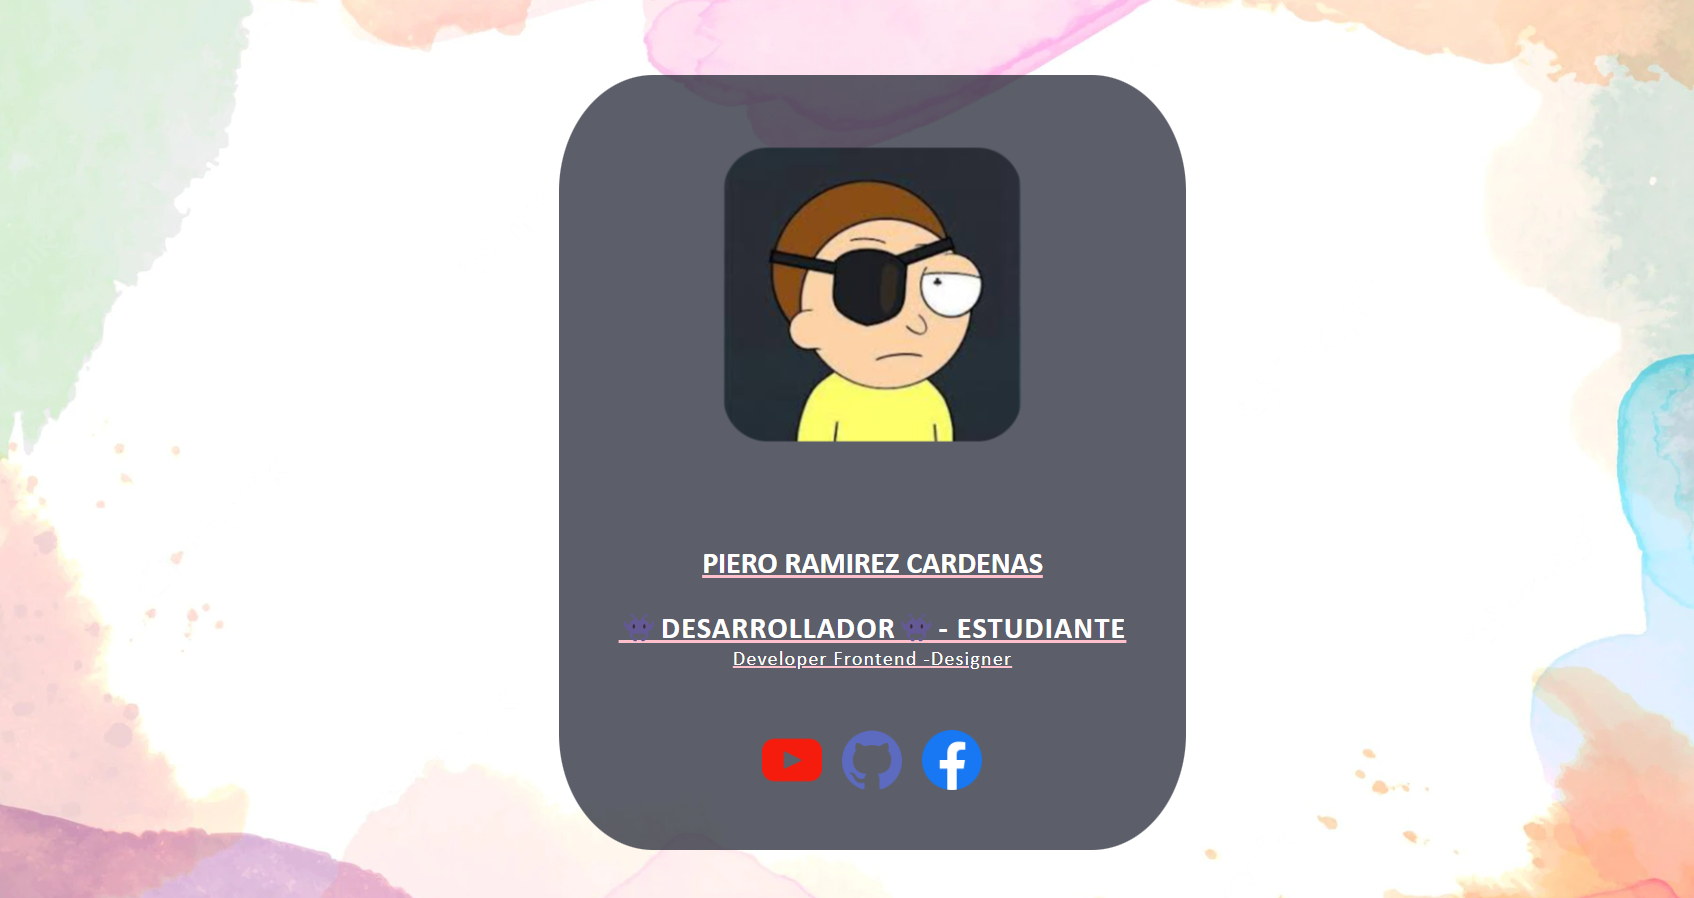 PIERO RAMIREZ CARDENAS
👾DESARROLLADOR👾- ESTUDIANTE
Developer Frontend -Designer